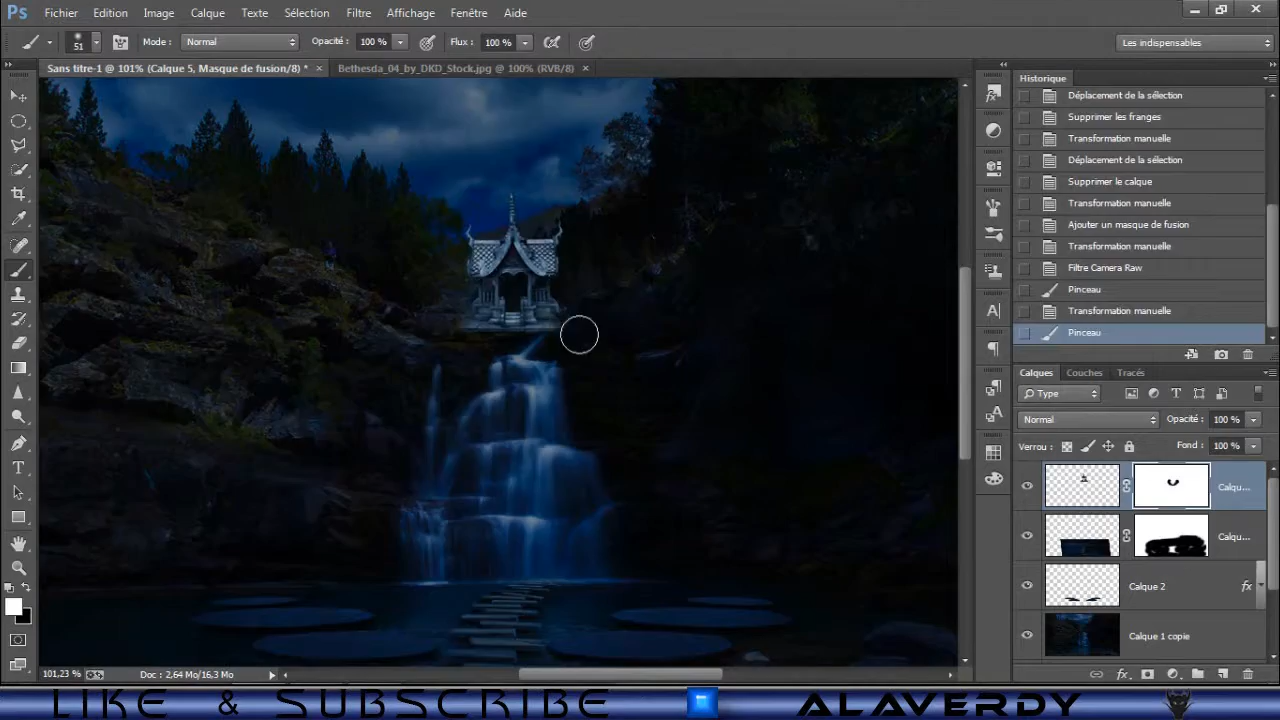 Ps Fichier Edition Image Calque Texte Sélection Filtre Affichage Fenêtre Aide
51 Mode : Normal Opacité : 100 % Flux : 100 % Les indispensables
Sans titre-1 @ 101% (Calque 5, Masque de fusion/8) * × Bethesda_04_by_DKD_Stock.jpg @ 100% (RVB/8) ×
Historique
Déplacement de la sélection
Supprimer les franges
Transformation manuelle
Déplacement de la sélection
Supprimer le calque
Transformation manuelle
Ajouter un masque de fusion
Transformation manuelle
Filtre Camera Raw
Pinceau
Transformation manuelle
Pinceau
Calques Couches Tracés
Type
Normal Opacité : 100 %
Verrou : Fond : 100 %
Calqu...
Calqu...
Calque 2 fx
Calque 1 copie
101,23 % Doc : 2,64 Mo/16,3 Mo
LIKE & SUBSCRIBE ALAVERDY